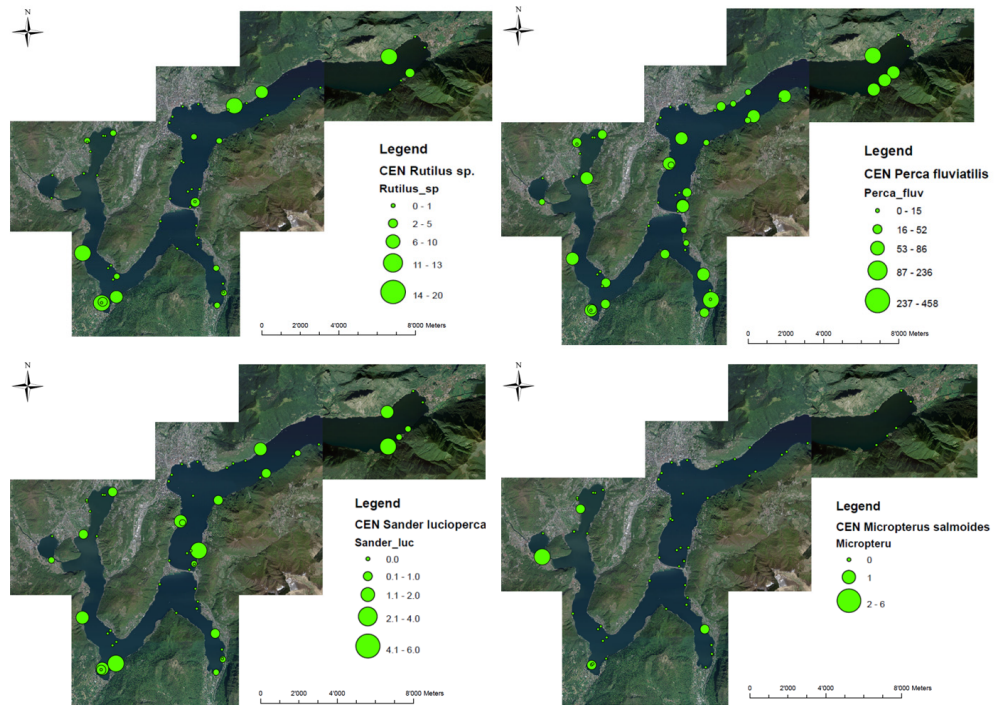 N
Legend
CEN Rutilus sp.
Rutilus_sp
0 - 1
2 - 5
6 - 10
11 - 13
14 - 20
0 2'000 4'000 8'000 Meters
N
Legend
CEN Perca fluviatilis
Perca_fluv
0 - 15
16 - 52
53 - 86
87 - 236
237 - 458
0 2'000 4'000 8'000 Meters
N
Legend
CEN Sander lucioperca
Sander_luc
0.0
0.1 - 1.0
1.1 - 2.0
2.1 - 4.0
4.1 - 6.0
0 2'000 4'000 8'000 Meters
N
Legend
CEN Micropterus salmoides
Micropteru
0
1
2 - 6
0 2'000 4'000 8'000 Meters